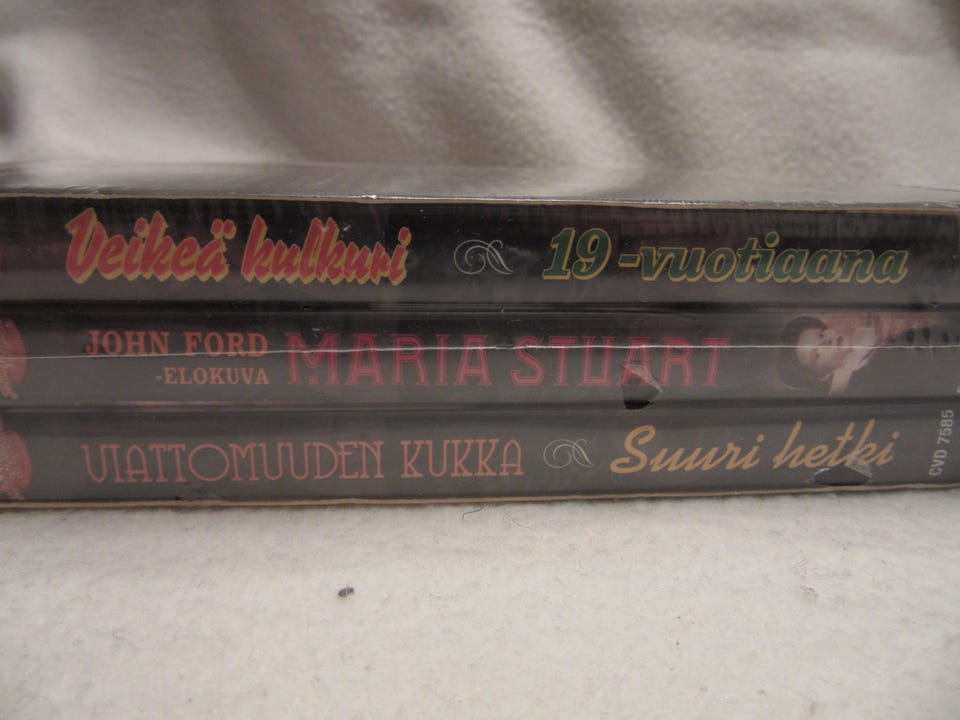 Veikeä kulkuri 19-vuotiaana
JOHN FORD
-ELOKUVA
MARIA STUART
VIATTOMUUDEN KUKKA Suuri hetki
CVD 7585